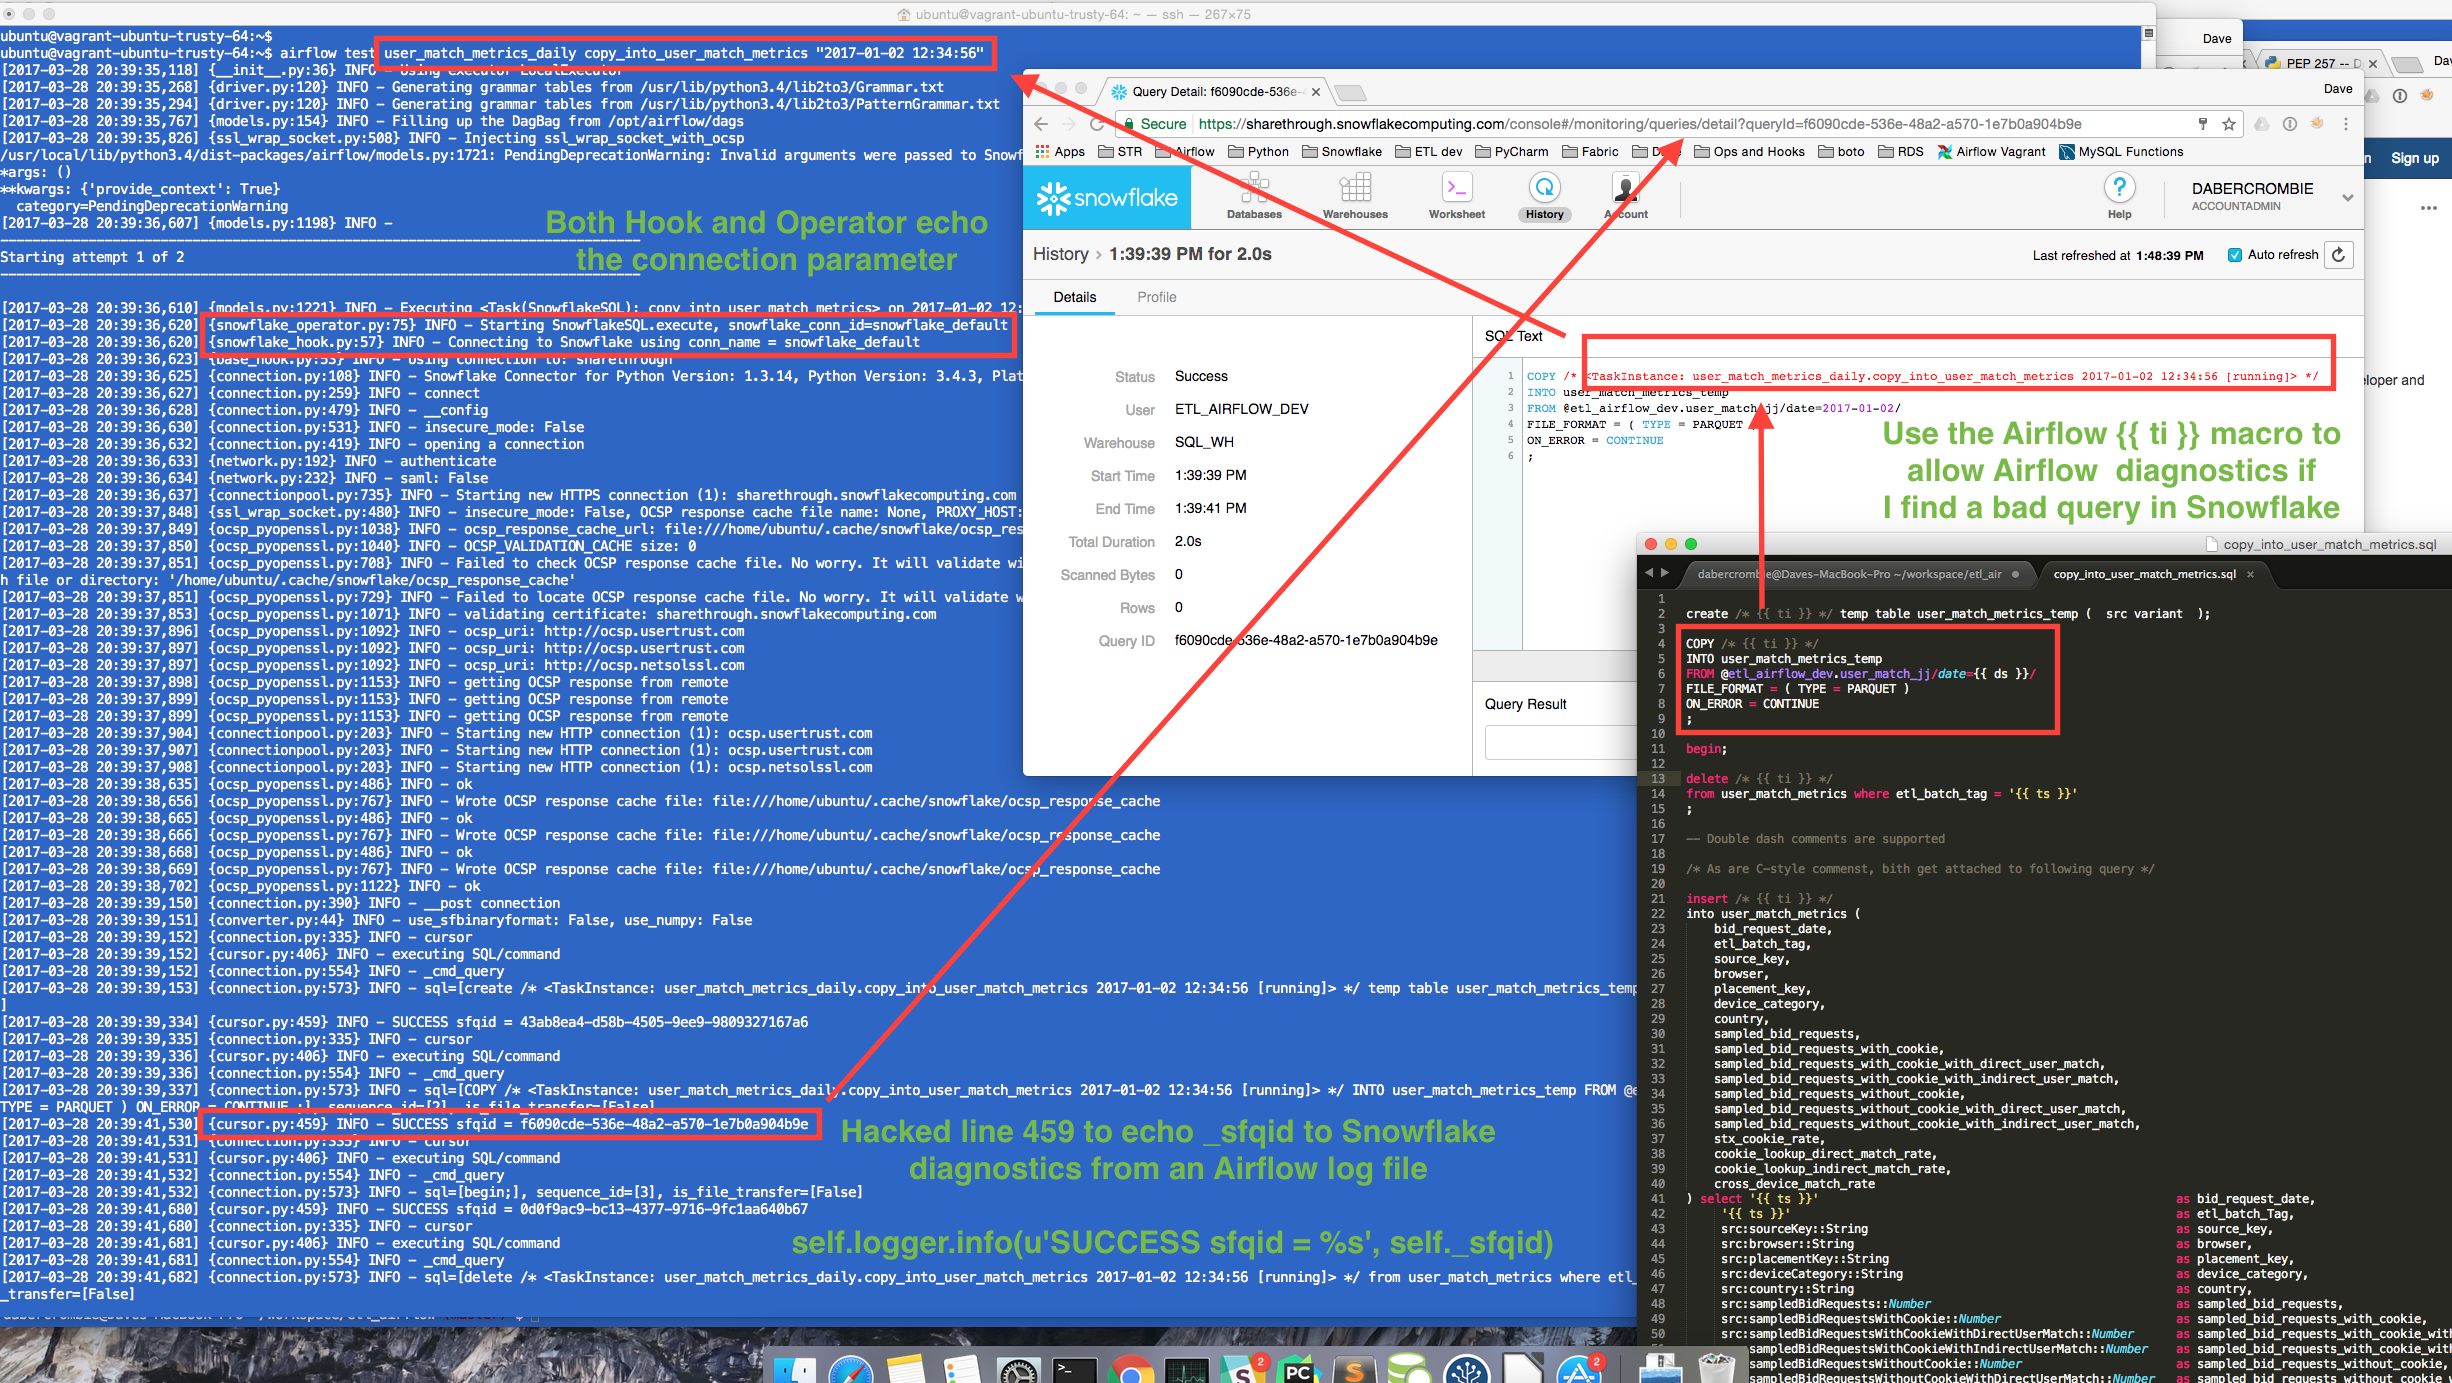 ubuntu@vagrant-ubuntu-trusty-64: ~ — ssh — 267×75
ubuntu@vagrant-ubuntu-trusty-64:~$
ubuntu@vagrant-ubuntu-trusty-64:~$ airflow test user_match_metrics_daily copy_into_user_match_metrics "2017-01-02 12:34:56"
[2017-03-28 20:39:35,118] {__init__.py:36} INFO - Using executor LocalExecutor
[2017-03-28 20:39:35,268] {driver.py:120} INFO - Generating grammar tables from /usr/lib/python3.4/lib2to3/Grammar.txt
[2017-03-28 20:39:35,294] {driver.py:120} INFO - Generating grammar tables from /usr/lib/python3.4/lib2to3/PatternGrammar.txt
[2017-03-28 20:39:35,767] {models.py:154} INFO - Filling up the DagBag from /opt/airflow/dags
[2017-03-28 20:39:35,826] {ssl_wrap_socket.py:508} INFO - Injecting ssl_wrap_socket_with_ocsp
/usr/local/lib/python3.4/dist-packages/airflow/models.py:1721: PendingDeprecationWarning: Invalid arguments were passed to Snowf
*args: ()
**kwargs: {'provide_context': True}
category=PendingDeprecationWarning
[2017-03-28 20:39:36,607] {models.py:1198} INFO -
Starting attempt 1 of 2
[2017-03-28 20:39:36,610] {models.py:1221} INFO - Executing <Task(SnowflakeSQL): copy_into_user_match_metrics> on 2017-01-02 12:
[2017-03-28 20:39:36,620] {snowflake_operator.py:75} INFO - Starting SnowflakeSQL.execute, snowflake_conn_id=snowflake_default
[2017-03-28 20:39:36,620] {snowflake_hook.py:57} INFO - Connecting to Snowflake using conn_name = snowflake_default
[2017-03-28 20:39:36,623] {base_hook.py:53} INFO - Using connection to: sharethrough
[2017-03-28 20:39:36,625] {connection.py:108} INFO - Snowflake Connector for Python Version: 1.3.14, Python Version: 3.4.3, Plat
[2017-03-28 20:39:36,627] {connection.py:259} INFO - connect
[2017-03-28 20:39:36,628] {connection.py:479} INFO - __config
[2017-03-28 20:39:36,630] {connection.py:531} INFO - insecure_mode: False
[2017-03-28 20:39:36,632] {connection.py:419} INFO - opening a connection
[2017-03-28 20:39:36,633] {network.py:192} INFO - authenticate
[2017-03-28 20:39:36,634] {network.py:232} INFO - saml: False
[2017-03-28 20:39:36,637] {connectionpool.py:735} INFO - Starting new HTTPS connection (1): sharethrough.snowflakecomputing.com
[2017-03-28 20:39:37,848] {ssl_wrap_socket.py:480} INFO - insecure_mode: False, OCSP response cache file name: None, PROXY_HOST:
[2017-03-28 20:39:37,849] {ocsp_pyopenssl.py:1038} INFO - ocsp_response_cache_url: file:///home/ubuntu/.cache/snowflake/ocsp_res
[2017-03-28 20:39:37,850] {ocsp_pyopenssl.py:1040} INFO - OCSP_VALIDATION_CACHE size: 0
[2017-03-28 20:39:37,851] {ocsp_pyopenssl.py:708} INFO - Failed to check OCSP response cache file. No worry. It will validate wi
h file or directory: '/home/ubuntu/.cache/snowflake/ocsp_response_cache'
[2017-03-28 20:39:37,851] {ocsp_pyopenssl.py:729} INFO - Failed to locate OCSP response cache file. No worry. It will validate w
[2017-03-28 20:39:37,853] {ocsp_pyopenssl.py:1071} INFO - validating certificate: sharethrough.snowflakecomputing.com
[2017-03-28 20:39:37,896] {ocsp_pyopenssl.py:1092} INFO - ocsp_uri: http://ocsp.usertrust.com
[2017-03-28 20:39:37,897] {ocsp_pyopenssl.py:1092} INFO - ocsp_uri: http://ocsp.usertrust.com
[2017-03-28 20:39:37,897] {ocsp_pyopenssl.py:1092} INFO - ocsp_uri: http://ocsp.netsolssl.com
[2017-03-28 20:39:37,898] {ocsp_pyopenssl.py:1153} INFO - getting OCSP response from remote
[2017-03-28 20:39:37,899] {ocsp_pyopenssl.py:1153} INFO - getting OCSP response from remote
[2017-03-28 20:39:37,899] {ocsp_pyopenssl.py:1153} INFO - getting OCSP response from remote
[2017-03-28 20:39:37,904] {connectionpool.py:203} INFO - Starting new HTTP connection (1): ocsp.usertrust.com
[2017-03-28 20:39:37,907] {connectionpool.py:203} INFO - Starting new HTTP connection (1): ocsp.usertrust.com
[2017-03-28 20:39:37,908] {connectionpool.py:203} INFO - Starting new HTTP connection (1): ocsp.netsolssl.com
[2017-03-28 20:39:38,635] {ocsp_pyopenssl.py:486} INFO - ok
[2017-03-28 20:39:38,656] {ocsp_pyopenssl.py:767} INFO - Wrote OCSP response cache file: file:///home/ubuntu/.cache/snowflake/ocsp_response_cache
[2017-03-28 20:39:38,665] {ocsp_pyopenssl.py:486} INFO - ok
[2017-03-28 20:39:38,666] {ocsp_pyopenssl.py:767} INFO - Wrote OCSP response cache file: file:///home/ubuntu/.cache/snowflake/ocsp_response_cache
[2017-03-28 20:39:38,668] {ocsp_pyopenssl.py:486} INFO - ok
[2017-03-28 20:39:38,669] {ocsp_pyopenssl.py:767} INFO - Wrote OCSP response cache file: file:///home/ubuntu/.cache/snowflake/ocsp_response_cache
[2017-03-28 20:39:38,702] {ocsp_pyopenssl.py:1122} INFO - ok
[2017-03-28 20:39:39,150] {connection.py:390} INFO - __post connection
[2017-03-28 20:39:39,151] {converter.py:44} INFO - use_sfbinaryformat: False, use_numpy: False
[2017-03-28 20:39:39,152] {connection.py:335} INFO - cursor
[2017-03-28 20:39:39,152] {cursor.py:406} INFO - executing SQL/command
[2017-03-28 20:39:39,152] {connection.py:554} INFO - _cmd_query
[2017-03-28 20:39:39,153] {connection.py:573} INFO - sql=[create /* <TaskInstance: user_match_metrics_daily.copy_into_user_match_metrics 2017-01-02 12:34:56 [running]> */ temp table user_match_metrics_temp
]
[2017-03-28 20:39:39,334] {cursor.py:459} INFO - SUCCESS sfqid = 43ab8ea4-d58b-4505-9ee9-9809327167a6
[2017-03-28 20:39:39,335] {connection.py:335} INFO - cursor
[2017-03-28 20:39:39,336] {cursor.py:406} INFO - executing SQL/command
[2017-03-28 20:39:39,336] {connection.py:554} INFO - _cmd_query
[2017-03-28 20:39:39,337] {connection.py:573} INFO - sql=[COPY /* <TaskInstance: user_match_metrics_daily.copy_into_user_match_metrics 2017-01-02 12:34:56 [running]> */ INTO user_match_metrics_temp FROM @e
TYPE = PARQUET ) ON_ERROR = CONTINUE ;], sequence_id=[2], is_file_transfer=[False]
[2017-03-28 20:39:41,530] {cursor.py:459} INFO - SUCCESS sfqid = f6090cde-536e-48a2-a570-1e7b0a904b9e
[2017-03-28 20:39:41,531] {connection.py:335} INFO - cursor
[2017-03-28 20:39:41,531] {cursor.py:406} INFO - executing SQL/command
[2017-03-28 20:39:41,532] {connection.py:554} INFO - _cmd_query
[2017-03-28 20:39:41,532] {connection.py:573} INFO - sql=[begin;], sequence_id=[3], is_file_transfer=[False]
[2017-03-28 20:39:41,680] {cursor.py:459} INFO - SUCCESS sfqid = 0d0f9ac9-bc13-4377-9716-9fc1aa640b67
[2017-03-28 20:39:41,680] {connection.py:335} INFO - cursor
[2017-03-28 20:39:41,681] {cursor.py:406} INFO - executing SQL/command
[2017-03-28 20:39:41,681] {connection.py:554} INFO - _cmd_query
[2017-03-28 20:39:41,682] {connection.py:573} INFO - sql=[delete /* <TaskInstance: user_match_metrics_daily.copy_into_user_match_metrics 2017-01-02 12:34:56 [running]> */ from user_match_metrics where etl_
_transfer=[False]
Both Hook and Operator echo
the connection parameter
Hacked line 459 to echo _sfqid to Snowflake
diagnostics from an Airflow log file
self.logger.info(u'SUCCESS sfqid = %s', self._sfqid)
Dave
PEP 257 -- D
Dav
Query Detail: f6090cde-536e-4
Dave
Secure https://sharethrough.snowflakecomputing.com/console#/monitoring/queries/detail?queryId=f6090cde-536e-48a2-a570-1e7b0a904b9e
Apps STR Airflow Python Snowflake ETL dev PyCharm Fabric Ops and Hooks boto RDS Airflow Vagrant MySQL Functions
Sign up
snowflake
Databases Warehouses Worksheet History Account Help
DABERCROMBIE
ACCOUNTADMIN
History > 1:39:39 PM for 2.0s
Last refreshed at 1:48:39 PM Auto refresh
Details Profile
Status Success
User ETL_AIRFLOW_DEV
Warehouse SQL_WH
Start Time 1:39:39 PM
End Time 1:39:41 PM
Total Duration 2.0s
Scanned Bytes 0
Rows 0
Query ID f6090cde-536e-48a2-a570-1e7b0a904b9e
SQL Text
1 COPY /* <TaskInstance: user_match_metrics_daily.copy_into_user_match_metrics 2017-01-02 12:34:56 [running]> */
2 INTO user_match_metrics_temp
3 FROM @etl_airflow_dev.user_match_jj/date=2017-01-02/
4 FILE_FORMAT = ( TYPE = PARQUET
5 ON_ERROR = CONTINUE
6 ;
Query Result
loper and
Use the Airflow {{ ti }} macro to
allow Airflow diagnostics if
I find a bad query in Snowflake
copy_into_user_match_metrics.sql
dabercrombie@Daves-MacBook-Pro ~/workspace/etl_air
copy_into_user_match_metrics.sql
1
2 create /* {{ ti }} */ temp table user_match_metrics_temp ( src variant );
3
4 COPY /* {{ ti }} */
5 INTO user_match_metrics_temp
6 FROM @etl_airflow_dev.user_match_jj/date={{ ds }}/
7 FILE_FORMAT = ( TYPE = PARQUET )
8 ON_ERROR = CONTINUE
9 ;
10
11 begin;
12
13 delete /* {{ ti }} */
14 from user_match_metrics where etl_batch_tag = '{{ ts }}'
15 ;
16
17 -- Double dash comments are supported
18
19 /* As are C-style commenst, bith get attached to following query */
20
21 insert /* {{ ti }} */
22 into user_match_metrics (
23 bid_request_date,
24 etl_batch_tag,
25 source_key,
26 browser,
27 placement_key,
28 device_category,
29 country,
30 sampled_bid_requests,
31 sampled_bid_requests_with_cookie,
32 sampled_bid_requests_with_cookie_with_direct_user_match,
33 sampled_bid_requests_with_cookie_with_indirect_user_match,
34 sampled_bid_requests_without_cookie,
35 sampled_bid_requests_without_cookie_with_direct_user_match,
36 sampled_bid_requests_without_cookie_with_indirect_user_match,
37 stx_cookie_rate,
38 cookie_lookup_direct_match_rate,
39 cookie_lookup_indirect_match_rate,
40 cross_device_match_rate
41 ) select '{{ ts }}' as bid_request_date,
42 '{{ ts }}' as etl_batch_Tag,
43 src:sourceKey::String as source_key,
44 src:browser::String as browser,
45 src:placementKey::String as placement_key,
46 src:deviceCategory::String as device_category,
47 src:country::String as country,
48 src:sampledBidRequests::Number as sampled_bid_requests,
49 src:sampledBidRequestsWithCookie::Number as sampled_bid_requests_with_cookie,
50 src:sampledBidRequestsWithCookieWithDirectUserMatch::Number as sampled_bid_requests_with_cookie_with
sampledBidRequestsWithCookieWithIndirectUserMatch::Number as sampled_bid_requests_with_cookie_with
sampledBidRequestsWithoutCookie::Number as sampled_bid_requests_without_cookie,
sampledBidRequestsWithoutCookieWithDirectUserMatch::Number as sampled_bid_requests_without_cookie_w
2
2